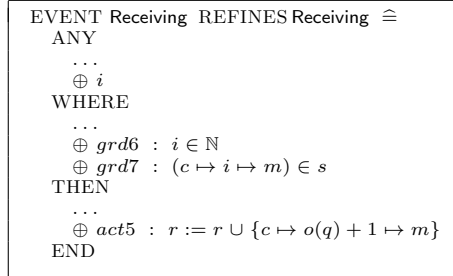 EVENT Receiving REFINES Receiving ≙
ANY
...
⊕ i
WHERE
...
⊕ grd6 : i ∈ ℕ
⊕ grd7 : (c ↦ i ↦ m) ∈ s
THEN
...
⊕ act5 : r := r ∪ {c ↦ o(q) + 1 ↦ m}
END